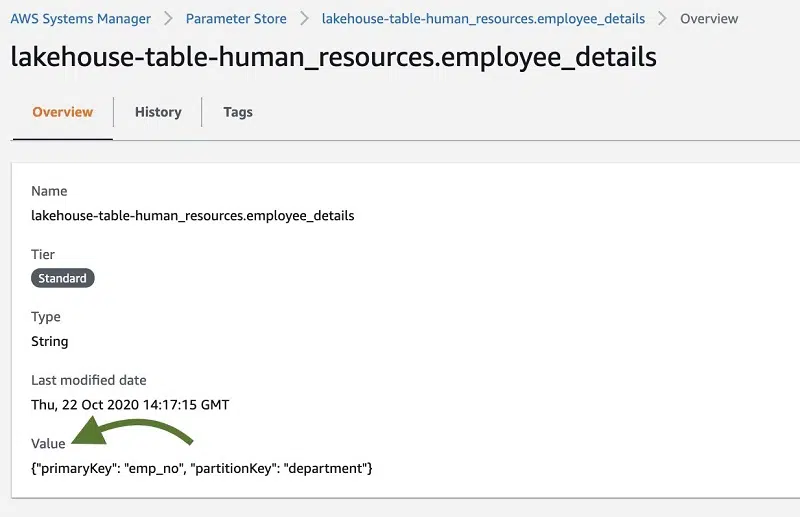 AWS Systems Manager > Parameter Store > lakehouse-table-human_resources.employee_details > Overview
lakehouse-table-human_resources.employee_details
Overview History Tags
Name
lakehouse-table-human_resources.employee_details
Tier
Standard
Type
String
Last modified date
Thu, 22 Oct 2020 14:17:15 GMT
Value
{"primaryKey": "emp_no", "partitionKey": "department"}